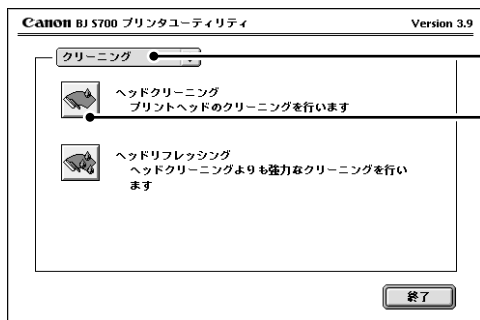 Canon BJ S700 プリンタユーティリティ Version 3.9
クリーニング
ヘッドクリーニング
プリントヘッドのクリーニングを行います
ヘッドリフレッシング
ヘッドクリーニングよりも強力なクリーニングを行い
ます
終了